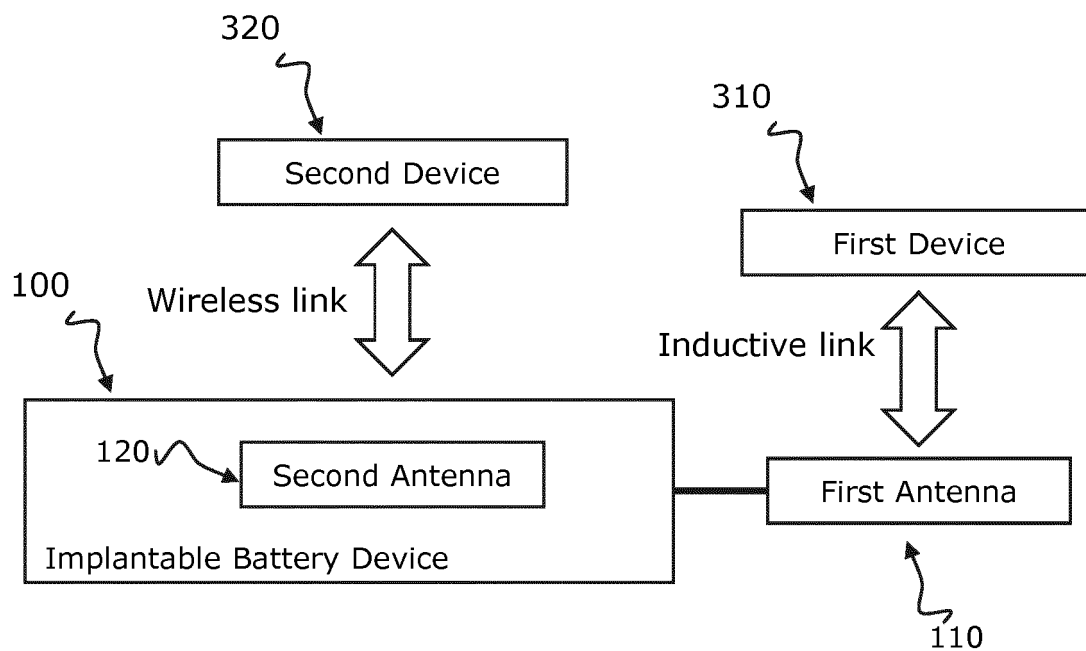 320
310
Second Device
First Device
100
Wireless link
Inductive link
120
Second Antenna
First Antenna
Implantable Battery Device
110